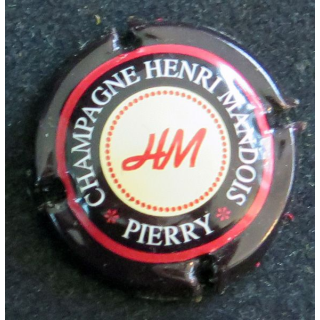 CHAMPAGNE HENRI MANDOIS
HM
* PIERRY *